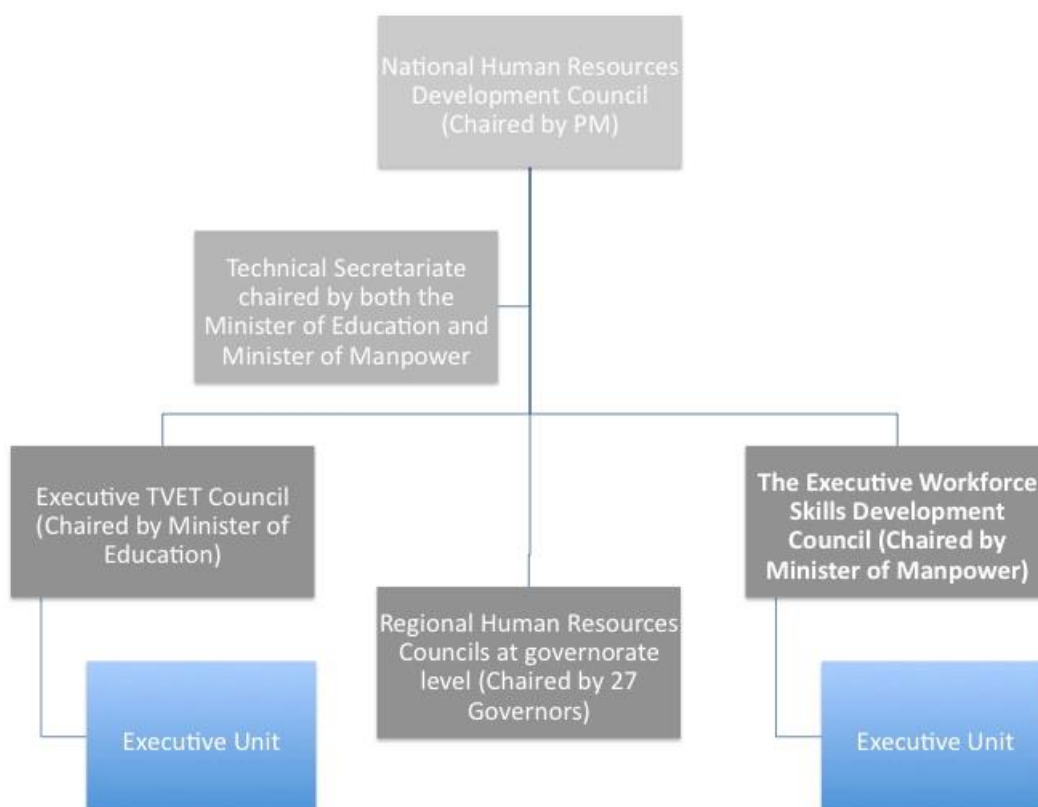 National Human Resources
Development Council
(Chaired by PM)
Technical Secretariate
chaired by both the
Minister of Education and
Minister of Manpower
Executive TVET Council
(Chaired by Minister of
Education)
The Executive Workforce
Skills Development
Council (Chaired by
Minister of Manpower)
Regional Human Resources
Councils at governorate
level (Chaired by 27
Governors)
Executive Unit
Executive Unit